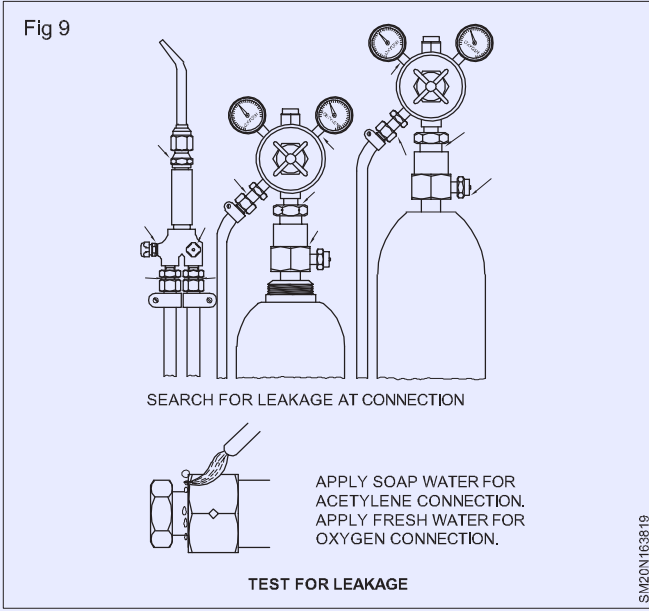 Fig 9
SEARCH FOR LEAKAGE AT CONNECTION
APPLY SOAP WATER FOR
ACETYLENE CONNECTION.
APPLY FRESH WATER FOR
OXYGEN CONNECTION.
TEST FOR LEAKAGE
SM20N163819